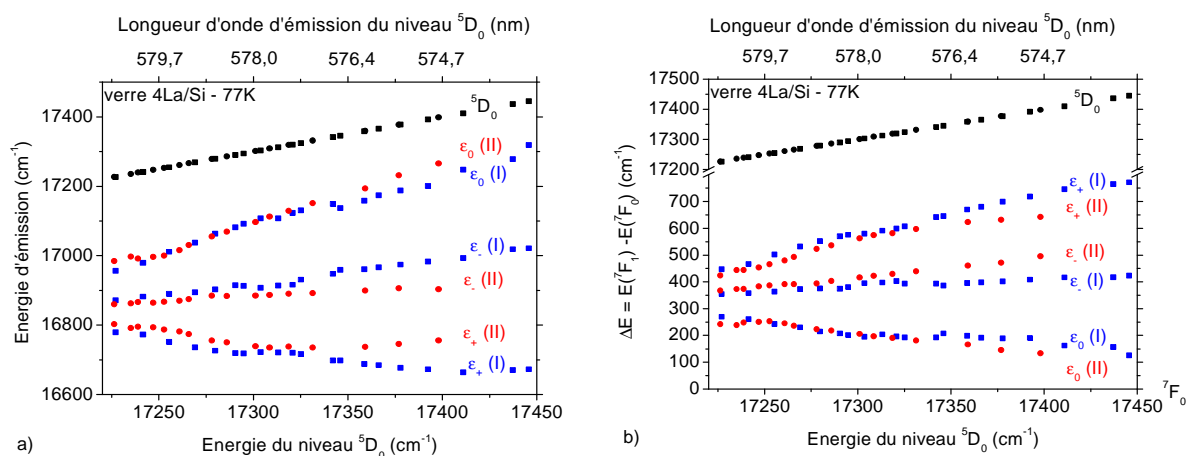 Longueur d'onde d'émission du niveau ⁵D₀ (nm)
579,7 578,0 576,4 574,7
verre 4La/Si - 77K
⁵D₀
ε₀ (II)
ε₀ (I)
ε₋ (I)
ε₋ (II)
ε₊ (II)
ε₊ (I)
Energie d'émission (cm⁻¹)
17400
17200
17000
16800
16600
17250 17300 17350 17400 17450
Energie du niveau ⁵D₀ (cm⁻¹)
a)
Longueur d'onde d'émission du niveau ⁵D₀ (nm)
579,7 578,0 576,4 574,7
verre 4La/Si - 77K
⁵D₀
ε₊ (I)
ε₊ (II)
ε₋ (II)
ε₋ (I)
ε₀ (I)
ε₀ (II)
⁷F₀
ΔE = E(⁷F₁) -E(⁷F₀) (cm⁻¹)
17500
17400
17300
17200
700
600
500
400
300
200
100
0
17250 17300 17350 17400 17450
Energie du niveau ⁵D₀ (cm⁻¹)
b)